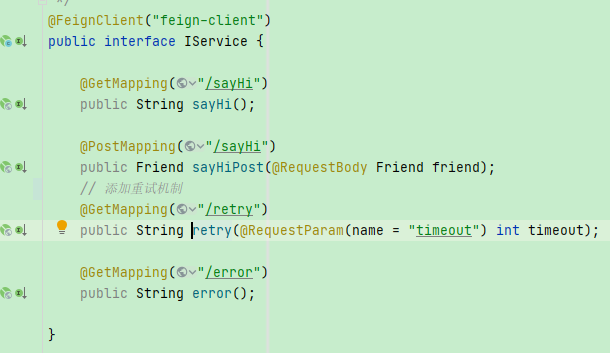 */
@FeignClient("feign-client")
public interface IService {
@GetMapping("/sayHi")
public String sayHi();
@PostMapping("/sayHi")
public Friend sayHiPost(@RequestBody Friend friend);
// 添加重试机制
@GetMapping("/retry")
public String retry(@RequestParam(name = "timeout") int timeout);
@GetMapping("/error")
public String error();
}